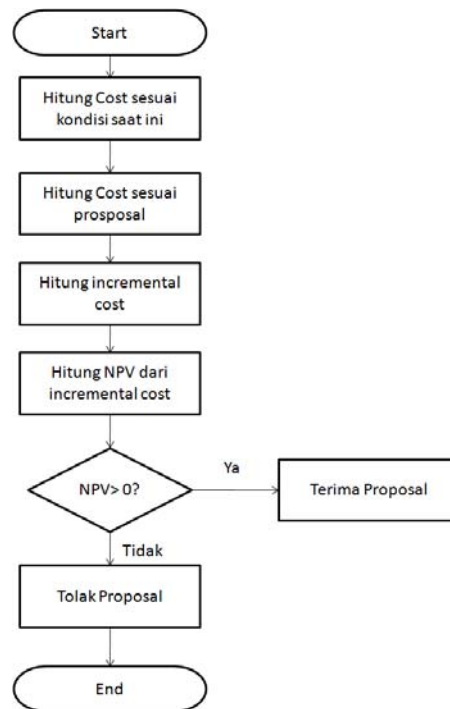 Start
Hitung Cost sesuai
kondisi saat ini
Hitung Cost sesuai
prosposal
Hitung incremental
cost
Hitung NPV dari
incremental cost
NPV> 0?
Ya
Terima Proposal
Tidak
Tolak Proposal
End